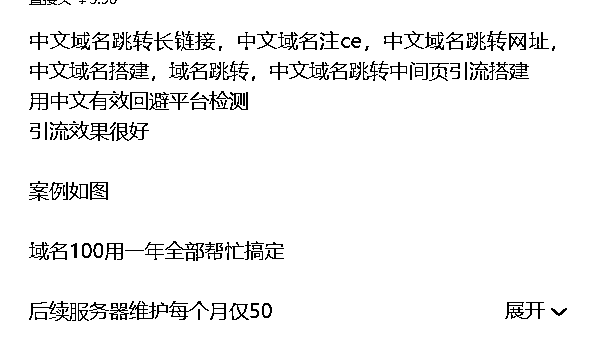 中文域名跳转长链接，中文域名注ce，中文域名跳转网址，
中文域名搭建，域名跳转，中文域名跳转中间页引流搭建
用中文有效回避平台检测
引流效果很好
案例如图
域名100用一年全部帮忙搞定
后续服务器维护每个月仅50 展开